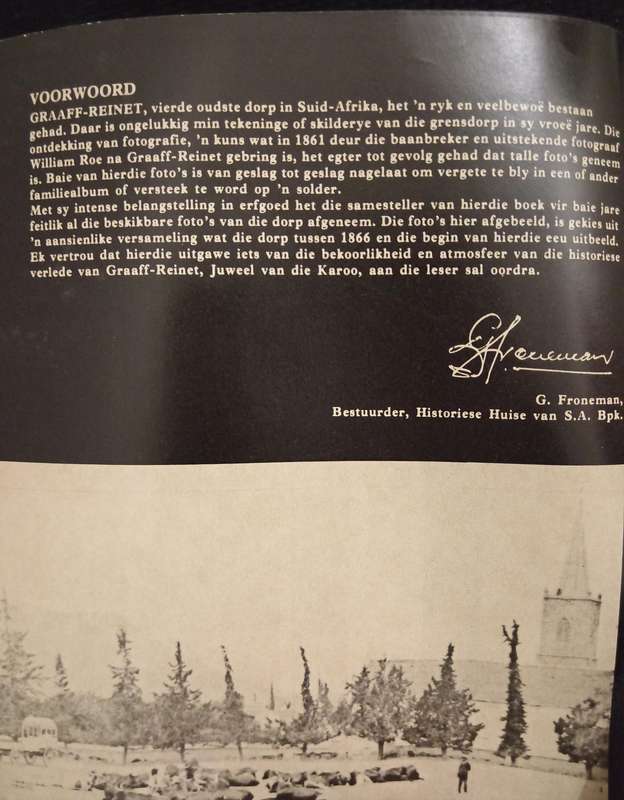 VOORWOORD
GRAAFF-REINET, vierde oudste dorp in Suid-Afrika, het 'n ryk en veelbewoë bestaan
gehad. Daar is ongelukkig min tekeninge of skilderye van die grensdorp in sy vroeë jare. Die
ontdekking van fotografie, 'n kuns wat in 1861 deur die baanbreker en uitstekende fotograaf
William Roe na Graaff-Reinet gebring is, het egter tot gevolg gehad dat talle foto's geneem
is. Baie van hierdie foto's is van geslag tot geslag nagelaat om vergete te bly in een of ander
familiealbum of versteek te word op 'n solder.
Met sy intense belangstelling in erfgoed het die samesteller van hierdie boek vir baie jare
feitlik al die beskikbare foto's van die dorp afgeneem. Die foto's hier afgebeeld, is gekies uit
'n aansienlike versameling wat die dorp tussen 1866 en die begin van hierdie eeu uitbeeld.
Ek vertrou dat hierdie uitgawe iets van die bekoorlikheid en atmosfeer van die historiese
verlede van Graaff-Reinet, Juweel van die Karoo, aan die leser sal oordra.
G Froneman
G. Froneman,
Bestuurder, Historiese Huise van S.A. Bpk.